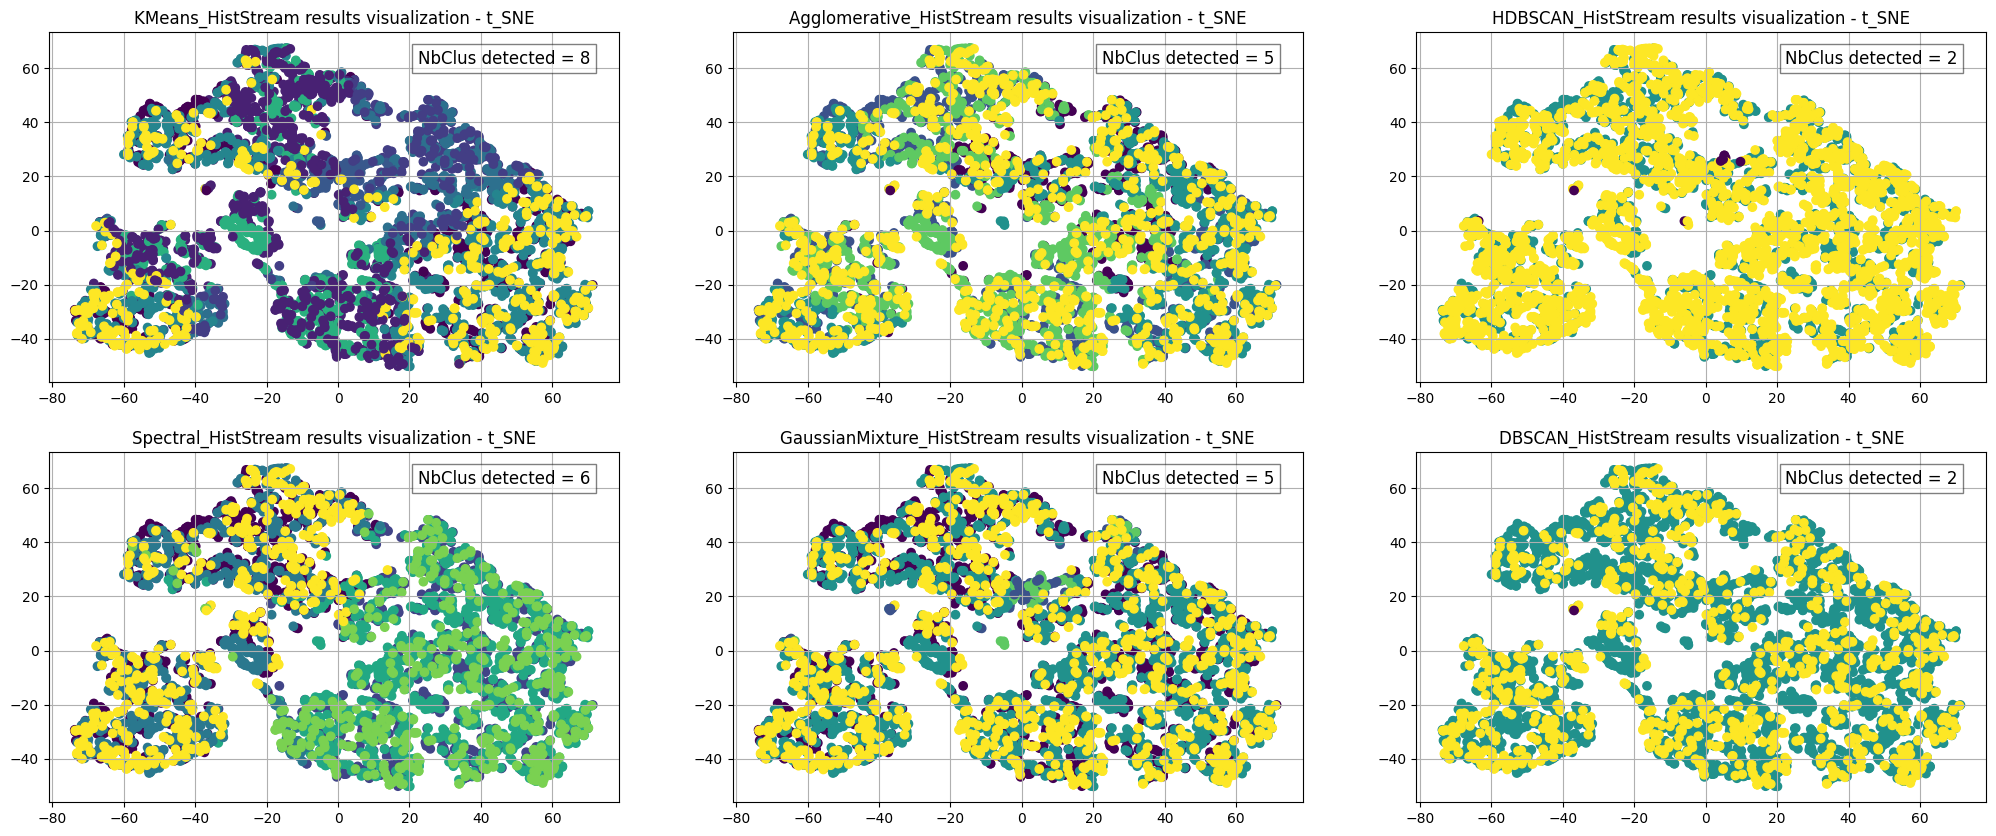 KMeans_HistStream results visualization - t_SNE
NbClus detected = 8
60
40
20
0
−20
−40
−80 −60 −40 −20 0 20 40 60
Agglomerative_HistStream results visualization - t_SNE
NbClus detected = 5
60
40
20
0
−20
−40
−80 −60 −40 −20 0 20 40 60
HDBSCAN_HistStream results visualization - t_SNE
NbClus detected = 2
60
40
20
0
−20
−40
−80 −60 −40 −20 0 20 40 60
Spectral_HistStream results visualization - t_SNE
NbClus detected = 6
60
40
20
0
−20
−40
−80 −60 −40 −20 0 20 40 60
GaussianMixture_HistStream results visualization - t_SNE
NbClus detected = 5
60
40
20
0
−20
−40
−80 −60 −40 −20 0 20 40 60
DBSCAN_HistStream results visualization - t_SNE
NbClus detected = 2
60
40
20
0
−20
−40
−80 −60 −40 −20 0 20 40 60